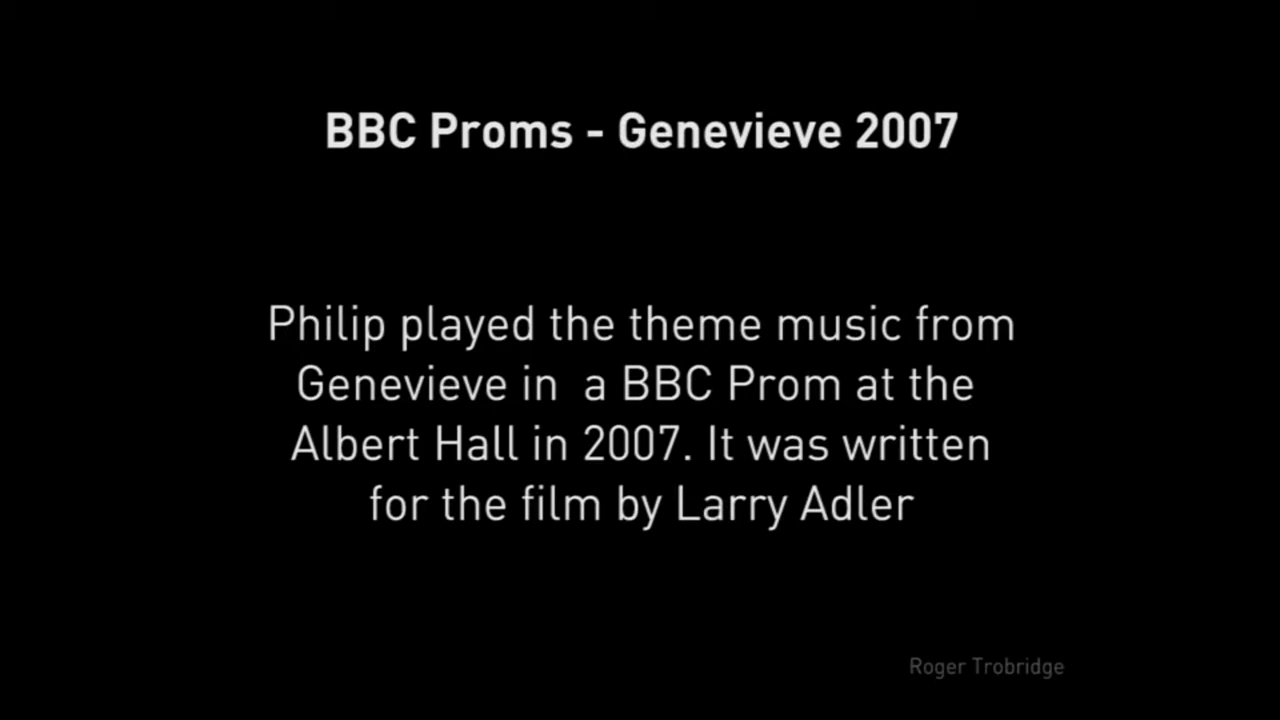 BBC Proms - Genevieve 2007
Philip played the theme music from
Genevieve in  a BBC Prom at the
Albert Hall in 2007. It was written
for the film by Larry Adler
Roger Trobridge